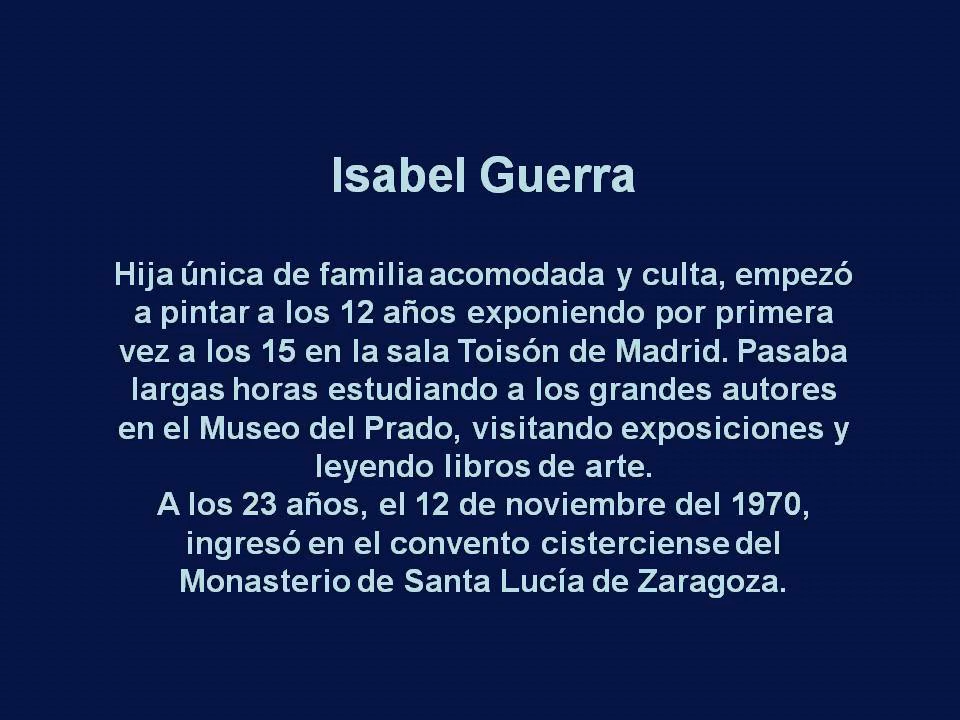 Isabel Guerra
Hija única de familia acomodada y culta, empezó
a pintar a los 12 años exponiendo por primera
vez a los 15 en la sala Toisón de Madrid. Pasaba
largas horas estudiando a los grandes autores
en el Museo del Prado, visitando exposiciones y
leyendo libros de arte.
A los 23 años, el 12 de noviembre del 1970,
ingresó en el convento cisterciense del
Monasterio de Santa Lucía de Zaragoza.